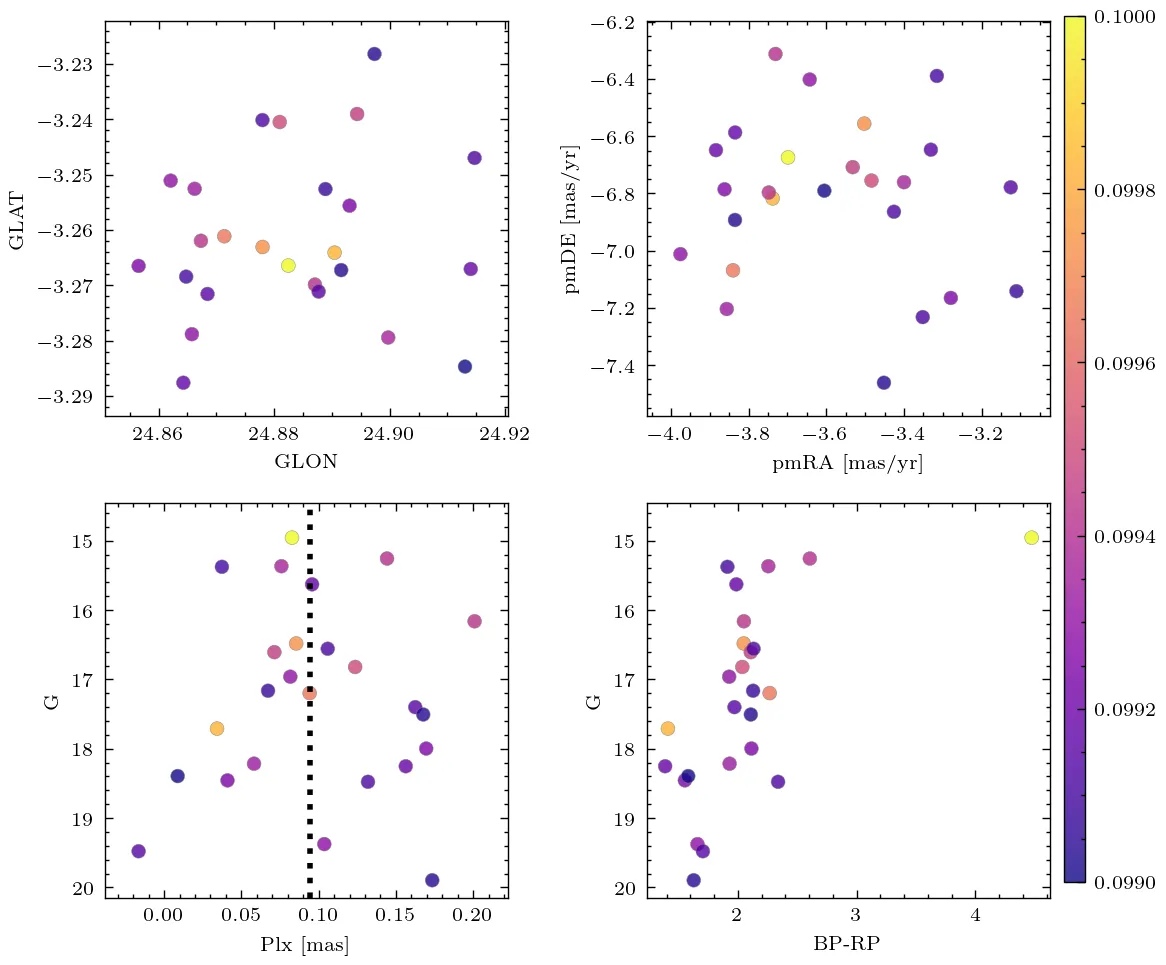 −3.23
−3.24
−3.25
−3.26
−3.27
−3.28
−3.29
GLAT
24.86 24.88 24.90 24.92
GLON
−6.2
−6.4
−6.6
−6.8
−7.0
−7.2
−7.4
pmDE [mas/yr]
−4.0 −3.8 −3.6 −3.4 −3.2
pmRA [mas/yr]
15
16
17
18
19
20
G
0.00 0.05 0.10 0.15 0.20
Plx [mas]
15
16
17
18
19
20
G
2 3 4
BP-RP
0.1000
0.0998
0.0996
0.0994
0.0992
0.0990